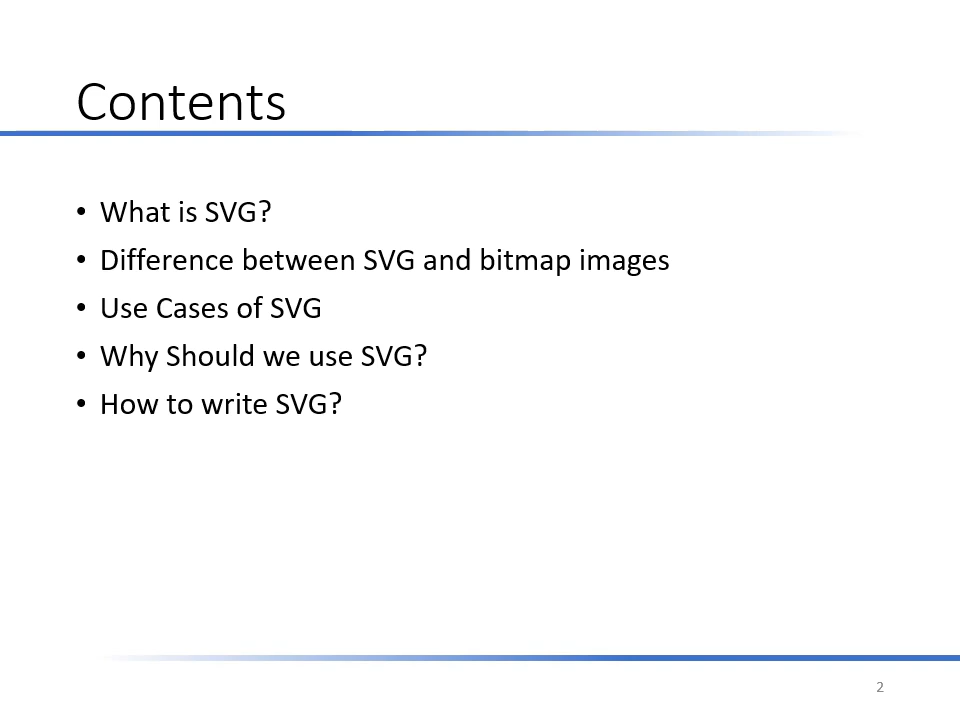 Contents
• What is SVG?
• Difference between SVG and bitmap images
• Use Cases of SVG
• Why Should we use SVG?
• How to write SVG?
2